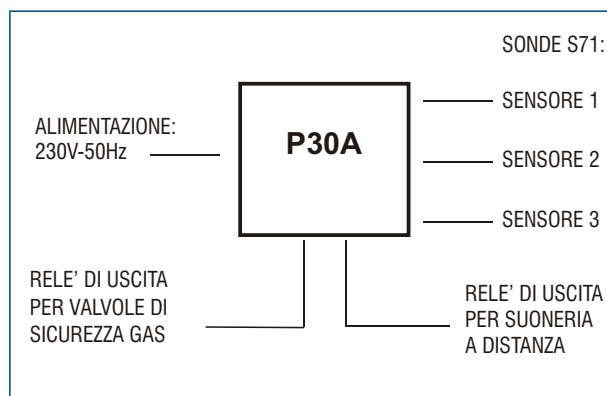 SONDE S71:
SENSORE 1
ALIMENTAZIONE:
230V-50Hz
P30A
SENSORE 2
SENSORE 3
RELE' DI USCITA
PER VALVOLE DI
SICUREZZA GAS
RELE' DI USCITA
PER SUONERIA
A DISTANZA